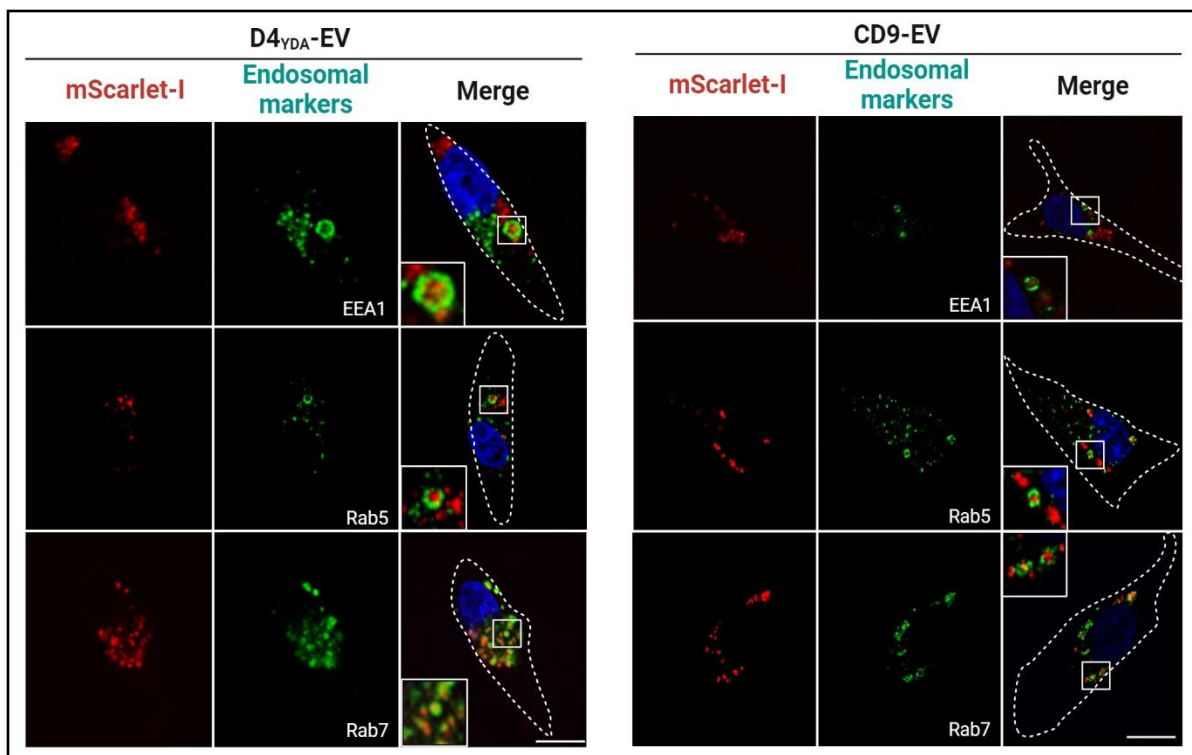 D4YDA-EV
mScarlet-I
Endosomal
markers
Merge
EEA1
Rab5
Rab7
CD9-EV
mScarlet-I
Endosomal
markers
Merge
EEA1
Rab5
Rab7